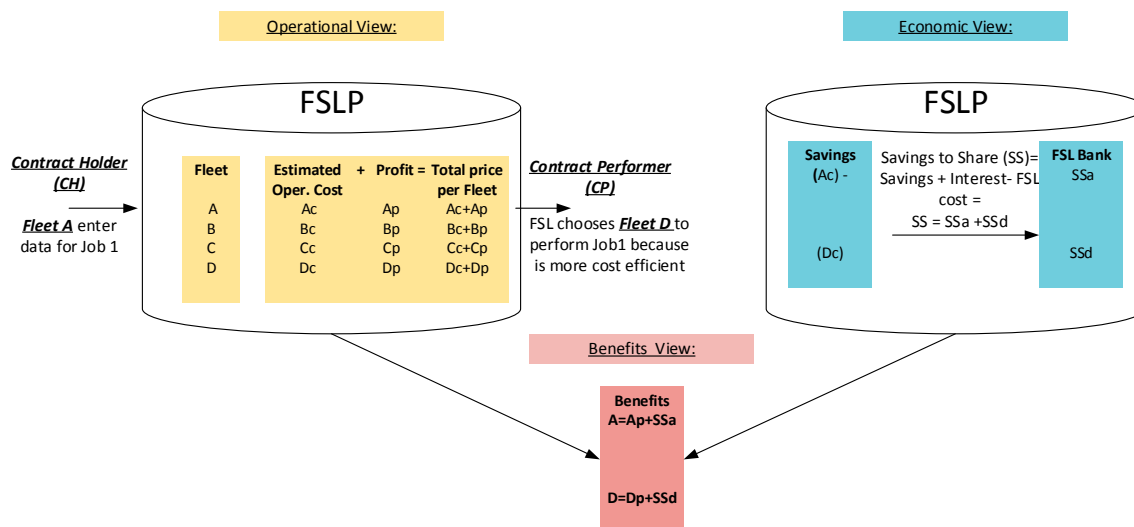 Operational View:
Economic View:
FSLP
Contract Holder
(CH)
Fleet A enter
data for Job 1
Fleet
A
B
C
D
Estimated + Profit = Total price
Oper. Cost per Fleet
Ac Ap Ac+Ap
Bc Bp Bc+Bp
Cc Cp Cc+Cp
Dc Dp Dc+Dp
Contract Performer
(CP)
FSL chooses Fleet D to
perform Job1 because
is more cost efficient
FSLP
Savings
(Ac) -
(Dc)
Savings to Share (SS)=
Savings + Interest- FSL
cost =
SS = SSa +SSd
FSL Bank
SSa
SSd
Benefits View:
Benefits
A=Ap+SSa
D=Dp+SSd